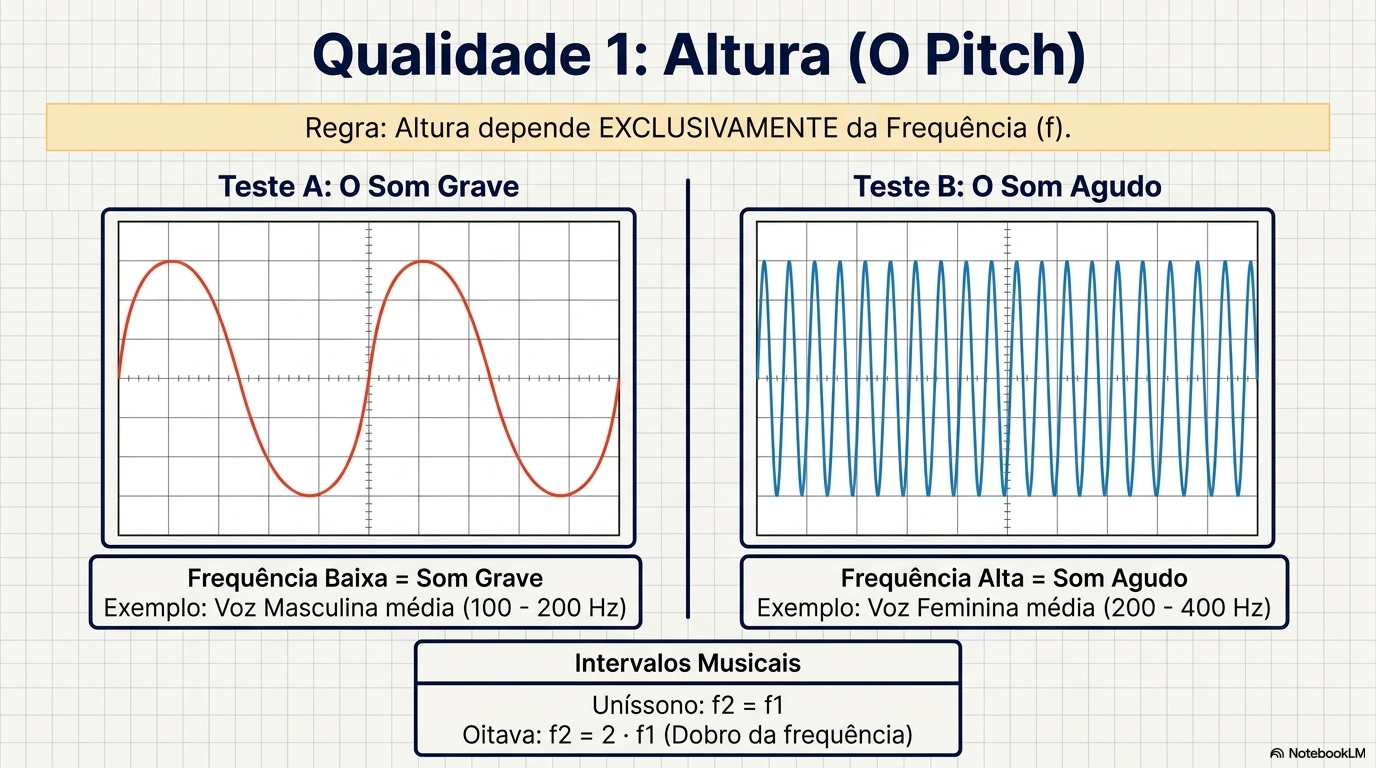 Qualidade 1: Altura (O Pitch)
Regra: Altura depende EXCLUSIVAMENTE da Frequência (f).
Teste A: O Som Grave
Frequência Baixa = Som Grave
Exemplo: Voz Masculina média (100 - 200 Hz)
Teste B: O Som Agudo
Frequência Alta = Som Agudo
Exemplo: Voz Feminina média (200 - 400 Hz)
Intervalos Musicais
Uníssono: f2 = f1
Oitava: f2 = 2 · f1 (Dobro da frequência)
NotebookLM